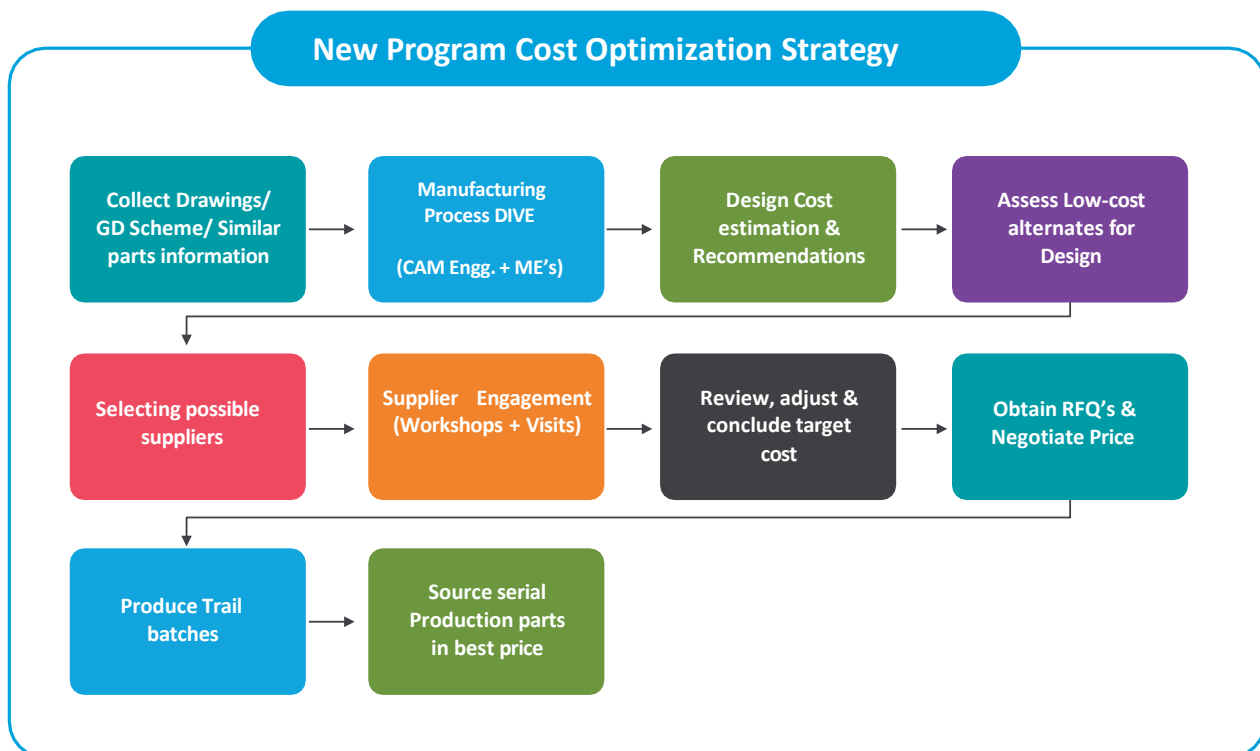 New Program Cost Optimization Strategy
Collect Drawings/
GD Scheme/ Similar
parts information
Manufacturing
Process DIVE
(CAM Engg. + ME’s)
Design Cost
estimation &
Recommendations
Assess Low-cost
alternates for
Design
Selecting possible
suppliers
Supplier Engagement
(Workshops + Visits)
Review, adjust &
conclude target
cost
Obtain RFQ’s &
Negotiate Price
Produce Trail
batches
Source serial
Production parts
in best price